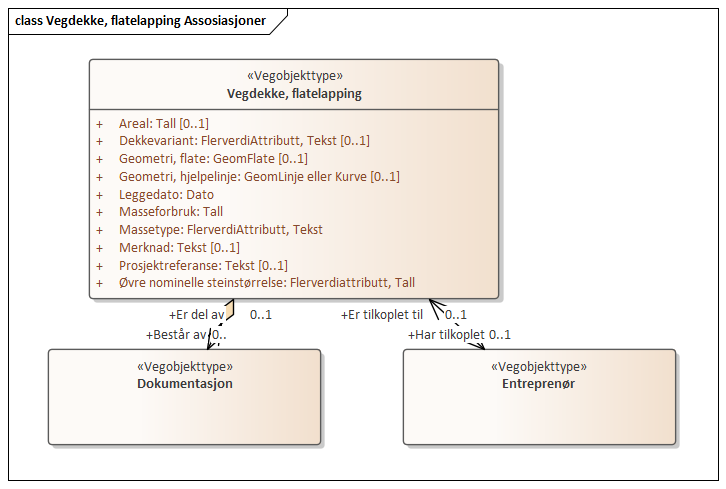 class Vegdekke, flatelapping Assosiasjoner
«Vegobjekttype»
Vegdekke, flatelapping
+ Areal: Tall [0..1]
+ Dekkevariant: FlerverdiAttributt, Tekst [0..1]
+ Geometri, flate: GeomFlate [0..1]
+ Geometri, hjelpelinje: GeomLinje eller Kurve [0..1]
+ Leggedato: Dato
+ Masseforbruk: Tall
+ Massetype: FlerverdiAttributt, Tekst
+ Merknad: Tekst [0..1]
+ Prosjektreferanse: Tekst [0..1]
+ Øvre nominelle steinstørrelse: Flerverdiattributt, Tall
+Er del av 0..1
+Er tilkoplet til 0..1
+Består av 0..
+Har tilkoplet 0..1
«Vegobjekttype»
Dokumentasjon
«Vegobjekttype»
Entreprenør